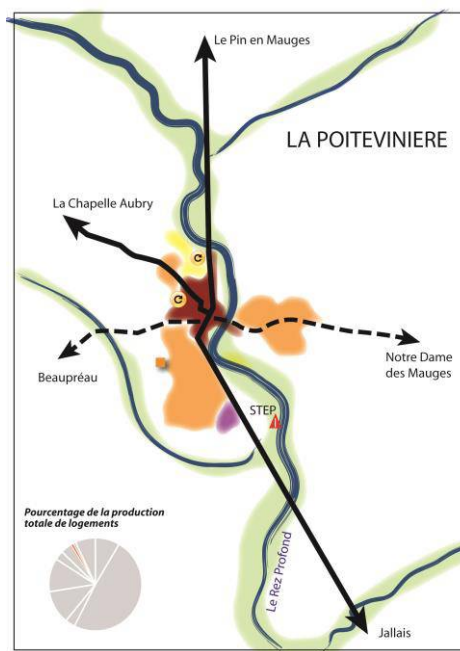 Le Pin en Mauges
LA POITEVINIERE
La Chapelle Aubry
Beaupréau
Notre Dame
des Mauges
STEP
Pourcentage de la production
totale de logements
Le Rez Profond
Jallais